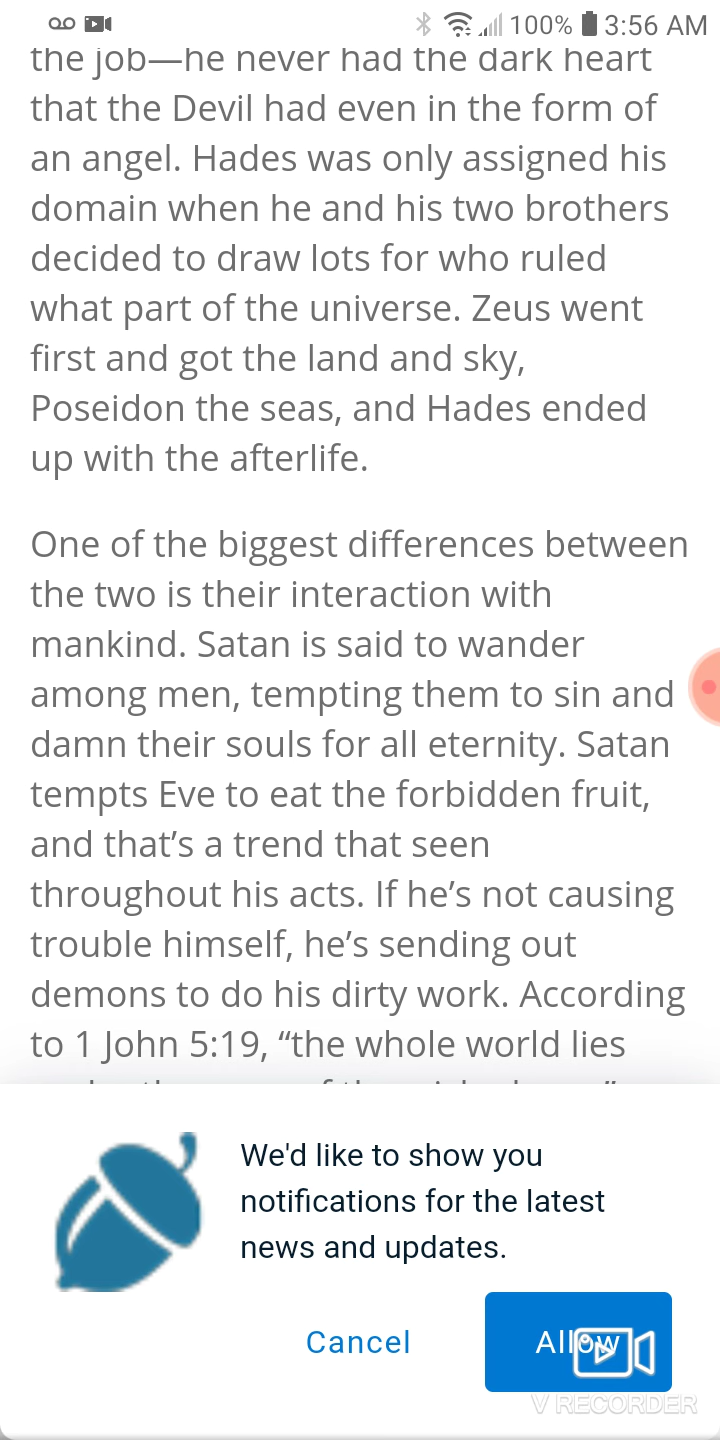 100% 3:56 AM
the job—he never had the dark heart
that the Devil had even in the form of
an angel. Hades was only assigned his
domain when he and his two brothers
decided to draw lots for who ruled
what part of the universe. Zeus went
first and got the land and sky,
Poseidon the seas, and Hades ended
up with the afterlife.
One of the biggest differences between
the two is their interaction with
mankind. Satan is said to wander
among men, tempting them to sin and
damn their souls for all eternity. Satan
tempts Eve to eat the forbidden fruit,
and that’s a trend that seen
throughout his acts. If he’s not causing
trouble himself, he’s sending out
demons to do his dirty work. According
to 1 John 5:19, “the whole world lies
We'd like to show you
notifications for the latest
news and updates.
Cancel Allow
V RECORDER